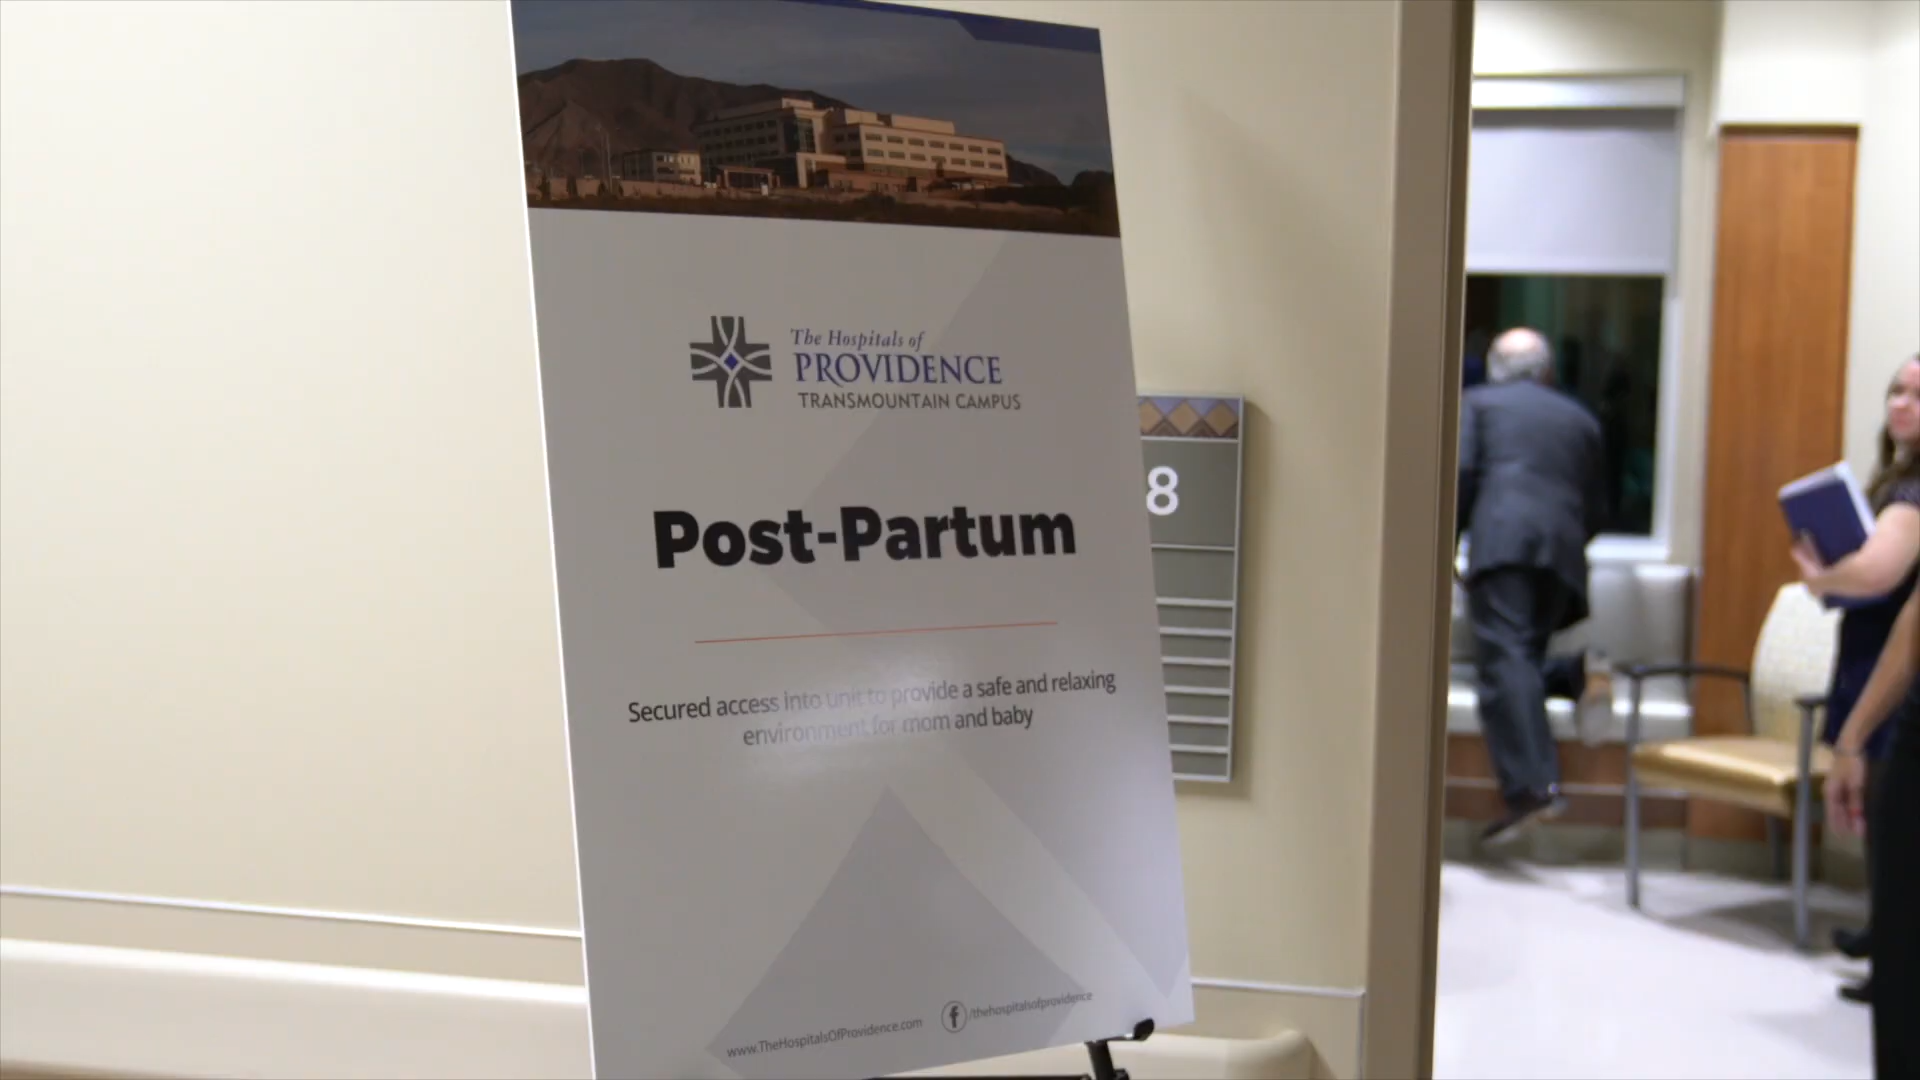 The Hospitals of
PROVIDENCE
TRANSMOUNTAIN CAMPUS
Post-Partum
8
Secured access into unit to provide a safe and relaxing
environment for mom and baby
www.TheHospitalsOfProvidence.com f /thehospitalsofprovidence